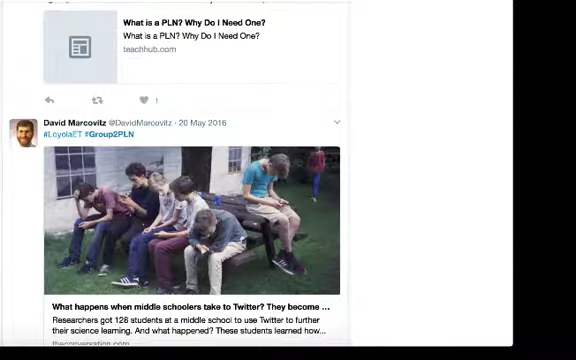 What is a PLN? Why Do I Need One?
What is a PLN? Why Do I Need One?
teachhub.com
1
David Marcovitz @DavidMarcovitz · 20 May 2016
#LoyolaET #Group2PLN
What happens when middle schoolers take to Twitter? They become ...
Researchers got 128 students at a middle school to use Twitter to further
their science learning. And what happened? These students learned how...
theconversation.com